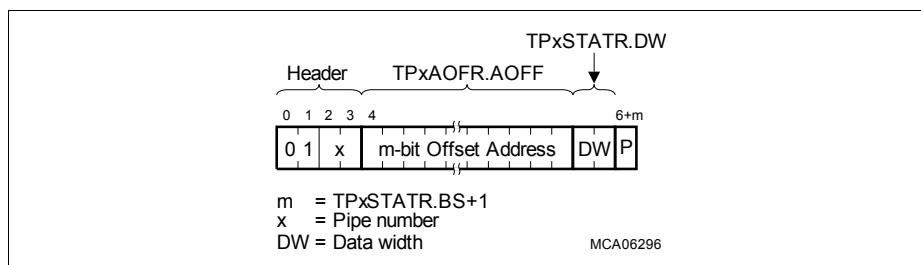 TPxSTATR.DW
Header TPxAOFR.AOFF
0 1 2 3 4 6+m
0 1 x m-bit Offset Address DW P
m = TPxSTATR.BS+1
x = Pipe number
DW = Data width
MCA06296